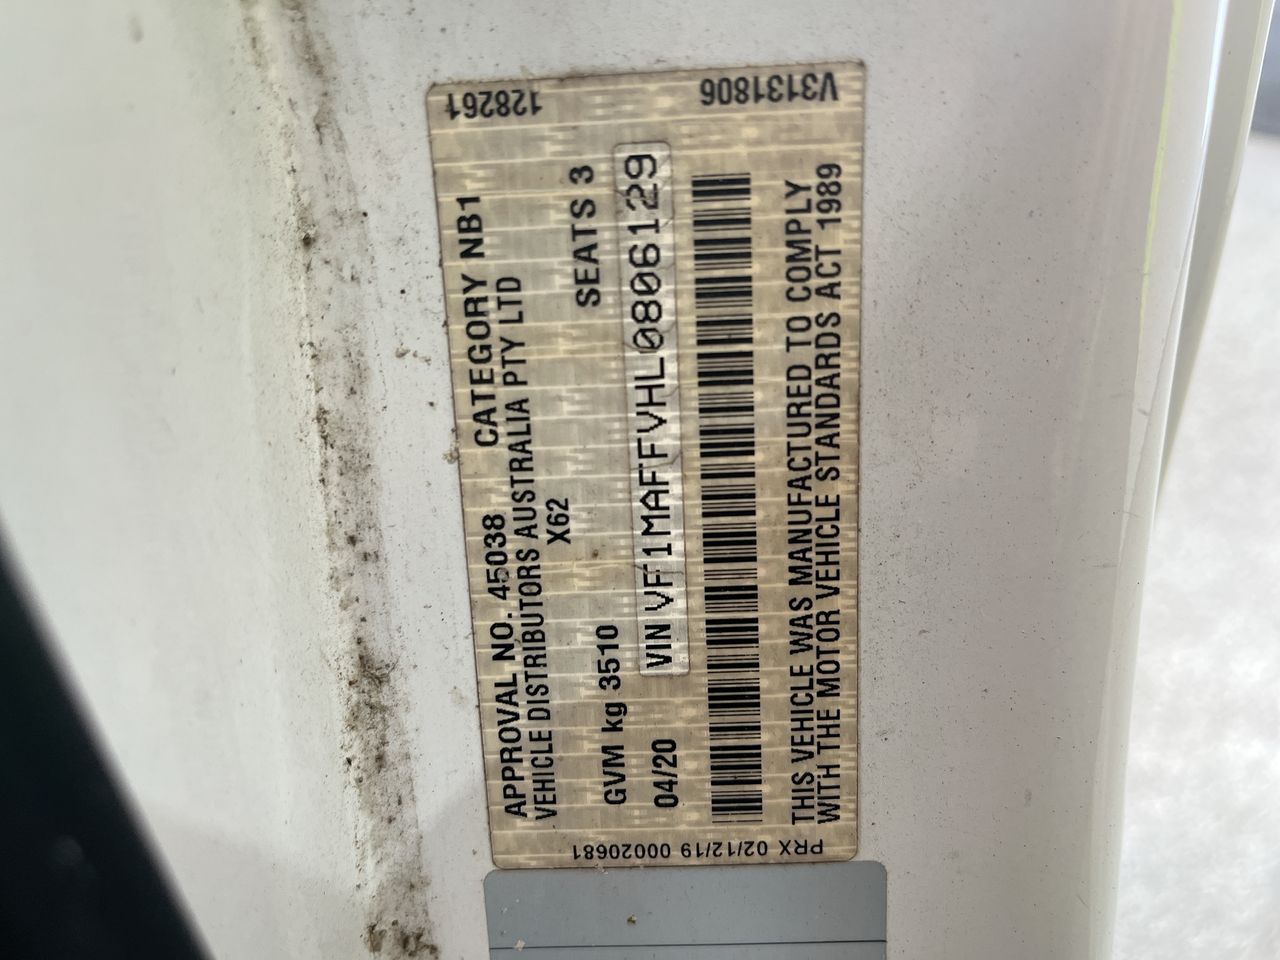 APPROVAL NO. 45038 CATEGORY NB1
VEHICLE DISTRIBUTORS AUSTRALIA PTY LTD
X62
GVM kg 3510 SEATS 3
04/20 VIN VF1MAFFVHL0806129
THIS VEHICLE WAS MANUFACTURED TO COMPLY
WITH THE MOTOR VEHICLE STANDARDS ACT 1989
128261 V3131806
PRX 02/12/19 00020681